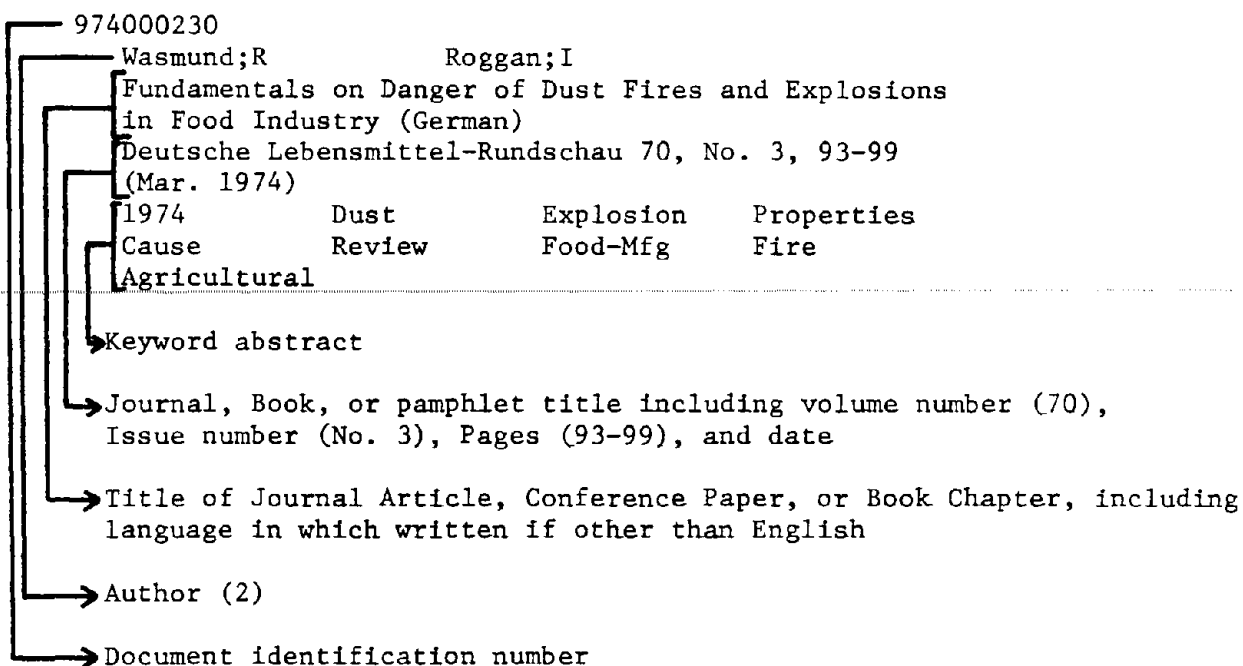 974000230
Wasmund;R Roggan;I
Fundamentals on Danger of Dust Fires and Explosions
in Food Industry (German)
Deutsche Lebensmittel-Rundschau 70, No. 3, 93-99
(Mar. 1974)
1974 Dust Explosion Properties
Cause Review Food-Mfg Fire
Agricultural
Keyword abstract
Journal, Book, or pamphlet title including volume number (70),
Issue number (No. 3), Pages (93-99), and date
Title of Journal Article, Conference Paper, or Book Chapter, including
language in which written if other than English
Author (2)
Document identification number